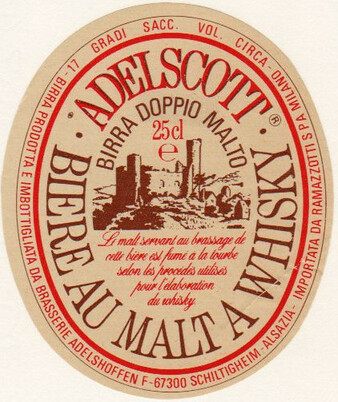 BIRRA PRODOTTA E IMBOTTIGLIATA DA BRASSERIE ADELSHOFFEN F-67300 SCHILTIGHEIM-ALSAZIA- IMPORTATA DA RAMAZZOTTI S P A MILANO - 17 GRADI SACC. VOL. CIRCA -
• ADELSCOTT ® •
BIERE AU MALT A WHISKY
BIRRA DOPPIO MALTO
25cl
e
Le malt servant au brassage de
cette bière est fumé à la tourbe
selon les procédés utilisés
pour l'élaboration
du whisky.